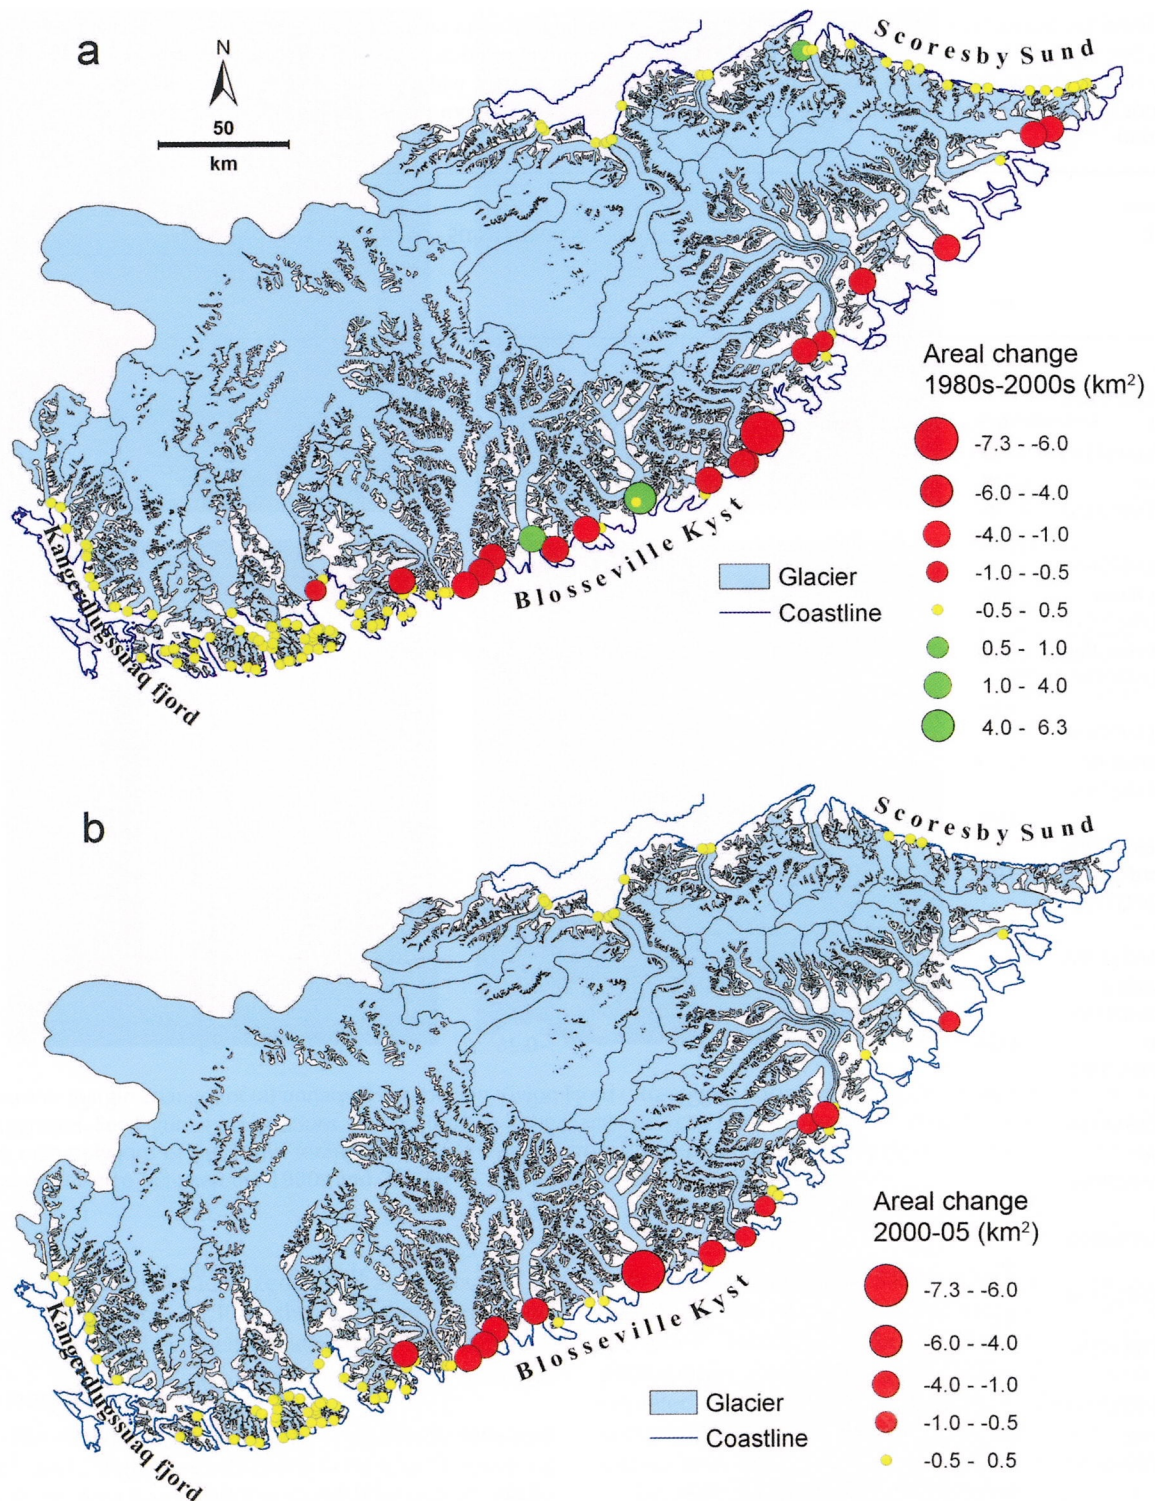 a
N
50
km
Scoresby Sund
Kangerdlugssuaq fjord
Blosseville Kyst
Glacier
Coastline
Areal change
1980s-2000s (km²)
-7.3 - -6.0
-6.0 - -4.0
-4.0 - -1.0
-1.0 - -0.5
-0.5 - 0.5
0.5 - 1.0
1.0 - 4.0
4.0 - 6.3
b
Scoresby Sund
Kangerdlugssuaq fjord
Blosseville Kyst
Glacier
Coastline
Areal change
2000-05 (km²)
-7.3 - -6.0
-6.0 - -4.0
-4.0 - -1.0
-1.0 - -0.5
-0.5 - 0.5